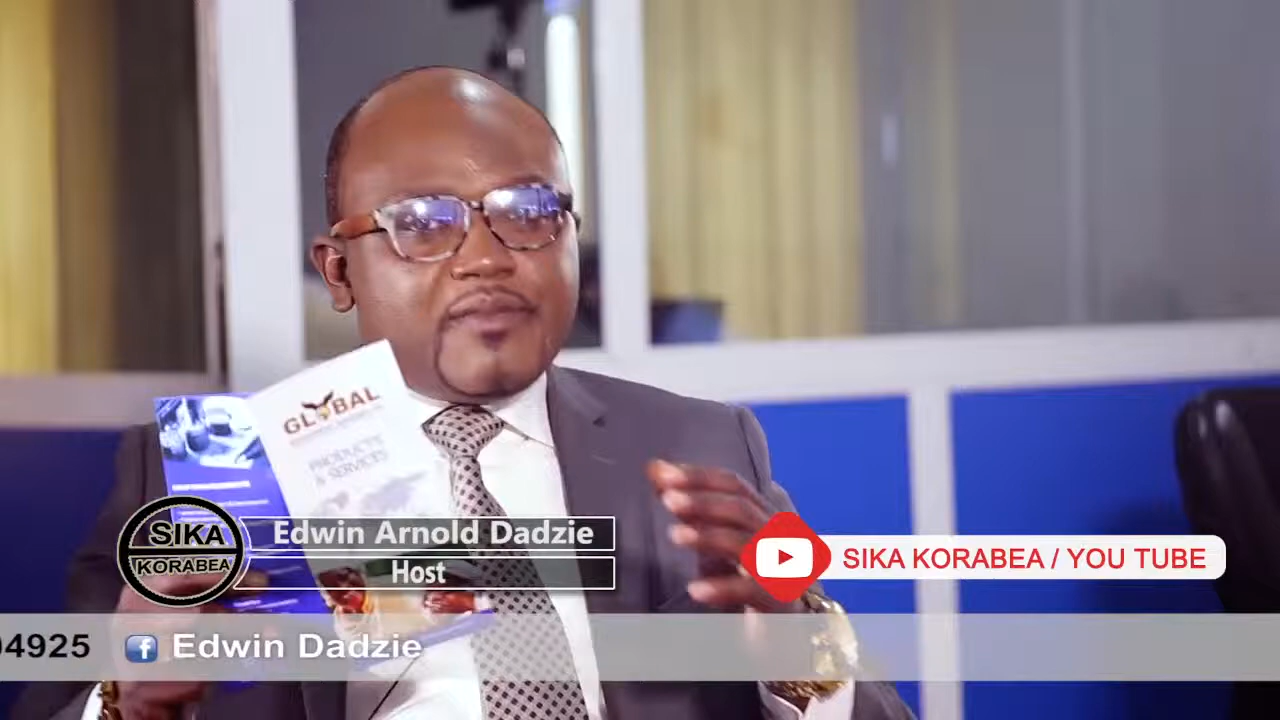 GLOBAL
PRODUCTS
& SERVICES
SIKA
KORABEA
Edwin Arnold Dadzie
Host
SIKA KORABEA / YOU TUBE
04925
Edwin Dadzie